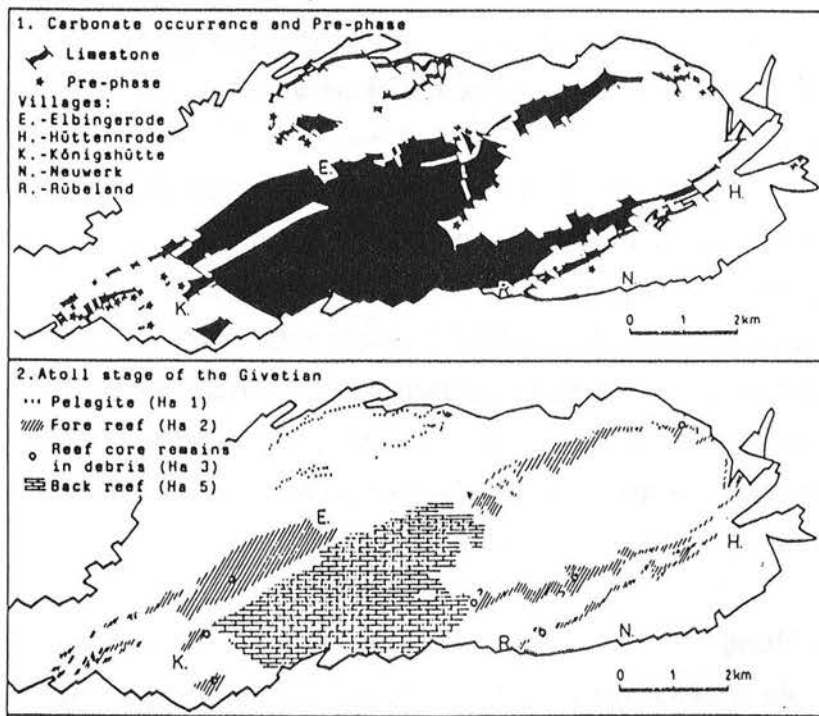 1. Carbonate occurrence and Pre-phase
Limestone
Pre-phase
Villages:
E.-Elbingerode
H.-Hüttennrode
K.-Königshütte
N.-Neuwerk
R.-Rübeland
E.
H.
N.
R.
K.
0 1 2km
2.Atoll stage of the Givetian
Pelagite (Ha 1)
Fore reef (Ha 2)
Reef core remains
in debris (Ha 3)
Back reef (Ha 5)
E.
H.
?
N.
R.
K.
0 1 2km